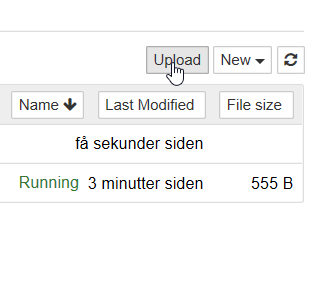 Upload New
Name Last Modified File size
få sekunder siden
Running 3 minutter siden 555 B